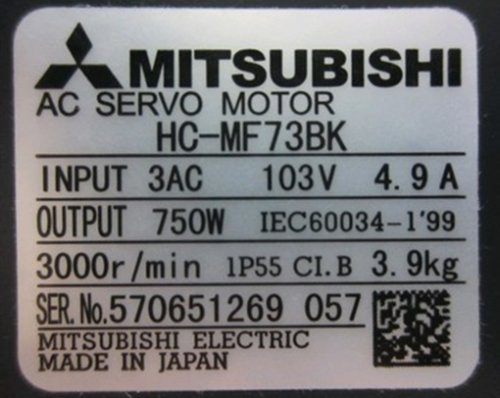 MITSUBISHI
AC SERVO MOTOR
HC-MF73BK
INPUT 3AC 103V 4.9A
OUTPUT 750W IEC60034-1'99
3000r/min IP55 CI.B 3.9kg
SER.No.570651269 057
MITSUBISHI ELECTRIC
MADE IN JAPAN